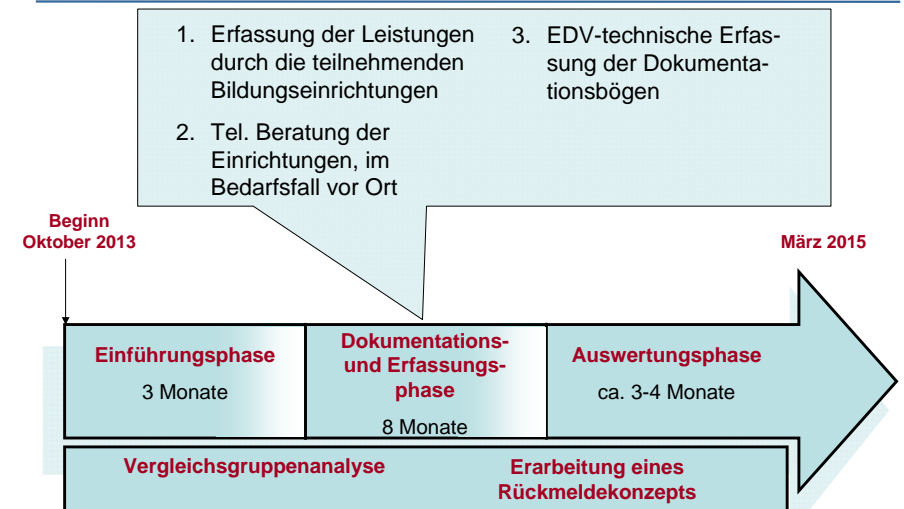 1. Erfassung der Leistungen
durch die teilnehmenden
Bildungseinrichtungen
2. Tel. Beratung der
Einrichtungen, im
Bedarfsfall vor Ort
3. EDV-technische Erfas-
sung der Dokumenta-
tionsbögen
Beginn
Oktober 2013
März 2015
Einführungsphase
3 Monate
Dokumentations-
und Erfassungs-
phase
8 Monate
Auswertungsphase
ca. 3-4 Monate
Vergleichsgruppenanalyse
Erarbeitung eines
Rückmeldekonzepts